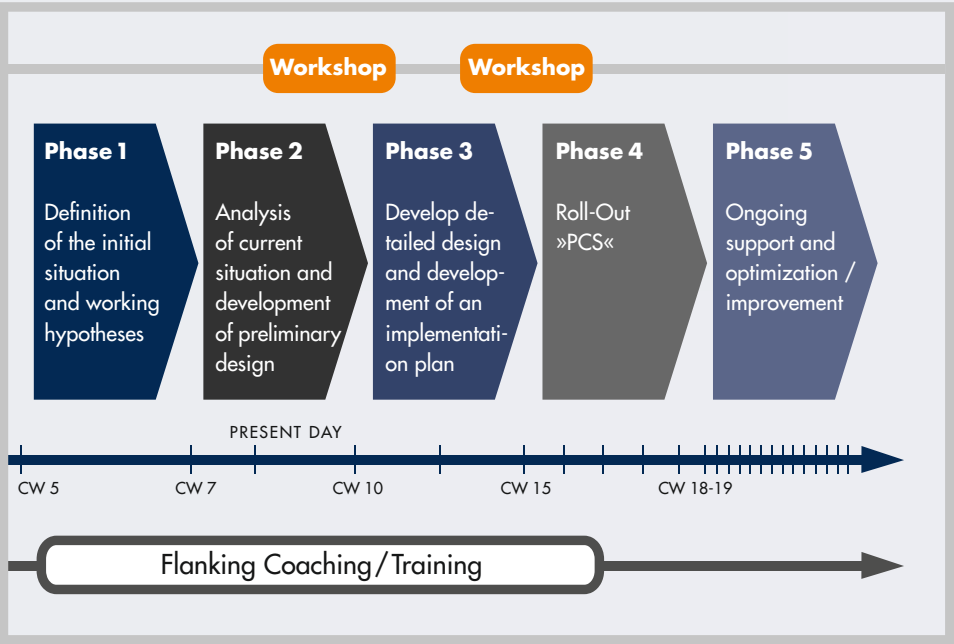 Workshop
Workshop
Phase 1
Definition
of the initial
situation
and working
hypotheses
Phase 2
Analysis
of current
situation and
development
of preliminary
design
Phase 3
Develop de-
tailed design
and develop-
ment of an
implementati-
on plan
Phase 4
Roll-Out
»PCS«
Phase 5
Ongoing
support and
optimization /
improvement
PRESENT DAY
CW 5
CW 7
CW 10
CW 15
CW 18-19
Flanking Coaching / Training